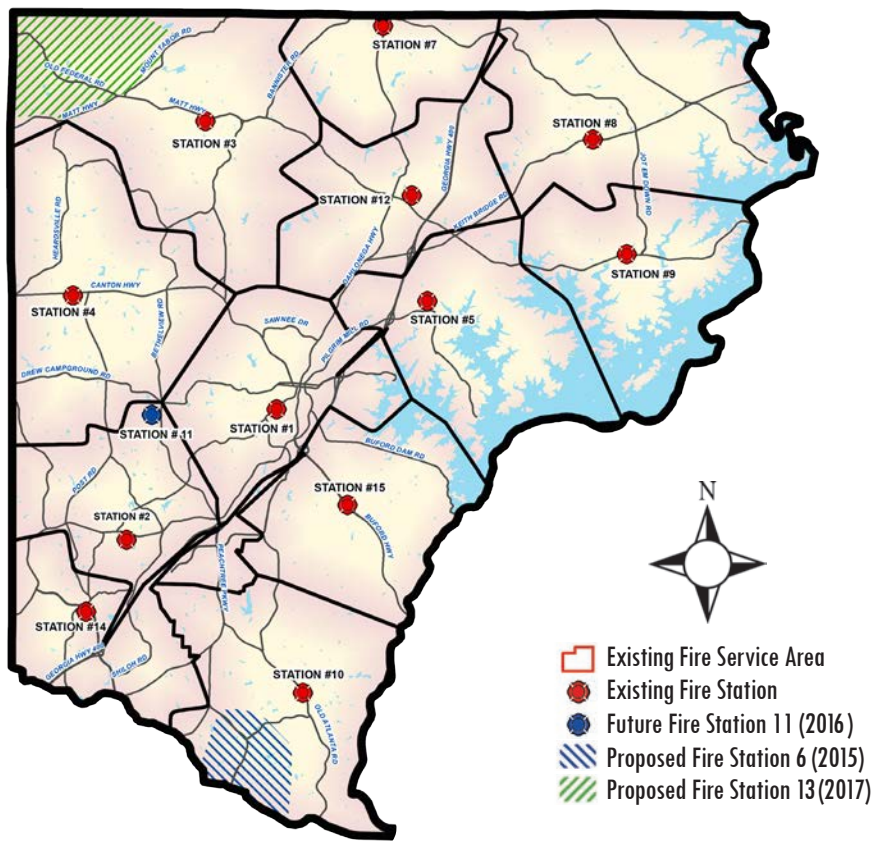 STATION #7
MOUNT TABOR RD
OLD FEDERAL RD
BANNISTER RD
MATT HWY
MATT HWY
STATION #3
STATION #8
GEORGIA HWY 400
JOT EM DOWN RD
STATION #12
KEITH BRIDGE RD
HEARDSVILLE RD
DAHLONEGA HWY
STATION #9
CANTON HWY
STATION #4
BETHELVIEW RD
SAWNEE DR
STATION #5
PILGRIM MILL RD
DREW CAMPGROUND RD
STATION # 11
STATION #1
BUFORD DAM RD
POST RD
STATION #15
STATION #2
BUFORD HWY
PEACHTREE PKWY
STATION #14
GEORGIA HWY 400
SHILOH RD
STATION #10
OLD ATLANTA RD
N
Existing Fire Service Area
Existing Fire Station
Future Fire Station 11 (2016)
Proposed Fire Station 6 (2015)
Proposed Fire Station 13 (2017)